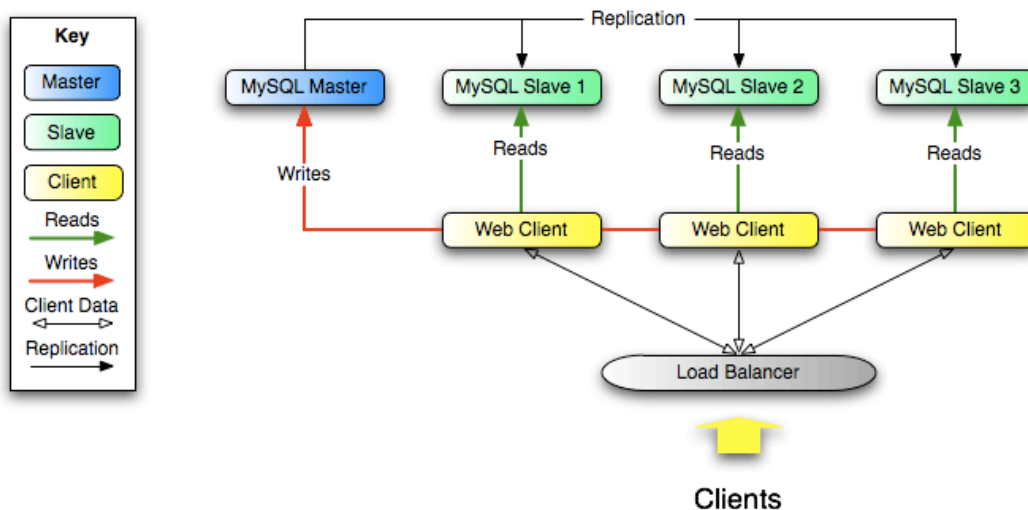 Key
Master
Slave
Client
Reads
Writes
Client Data
Replication
Replication
MySQL Master
MySQL Slave 1
MySQL Slave 2
MySQL Slave 3
Reads
Reads
Reads
Writes
Web Client
Web Client
Web Client
Load Balancer
Clients